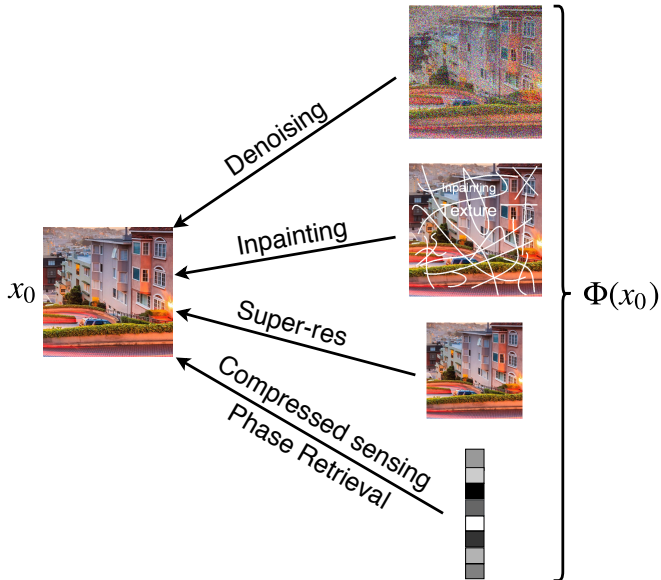 Denoising
Inpainting
Texture
Inpainting
x₀
Φ(x₀)
Super-res
Compressed sensing
Phase Retrieval